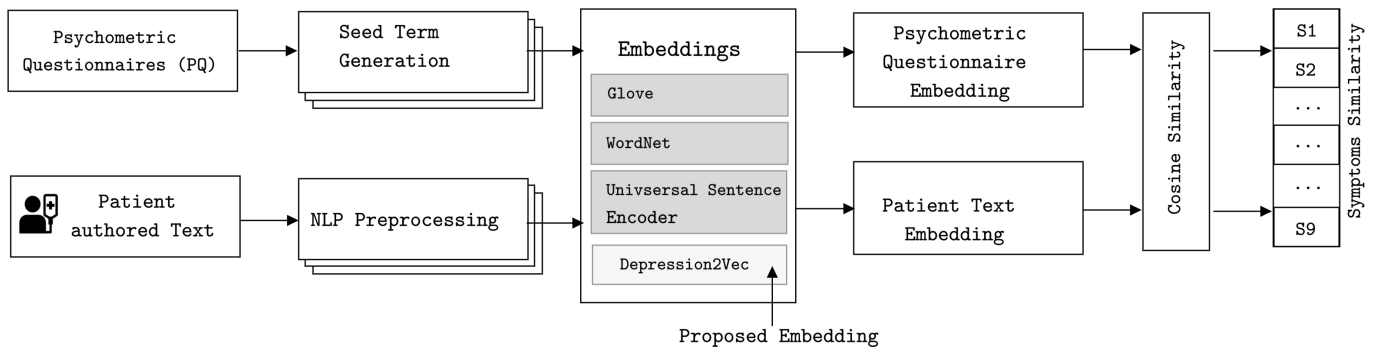 Psychometric
Questionnaires (PQ)
Seed Term
Generation
Embeddings
Glove
WordNet
Univsersal Sentence
Encoder
Depression2Vec
Proposed Embedding
Psychometric
Questionnaire
Embedding
Cosine Similarity
S1
S2
...
...
...
S9
Symptoms Similarity
Patient
authored Text
NLP Preprocessing
Patient Text
Embedding